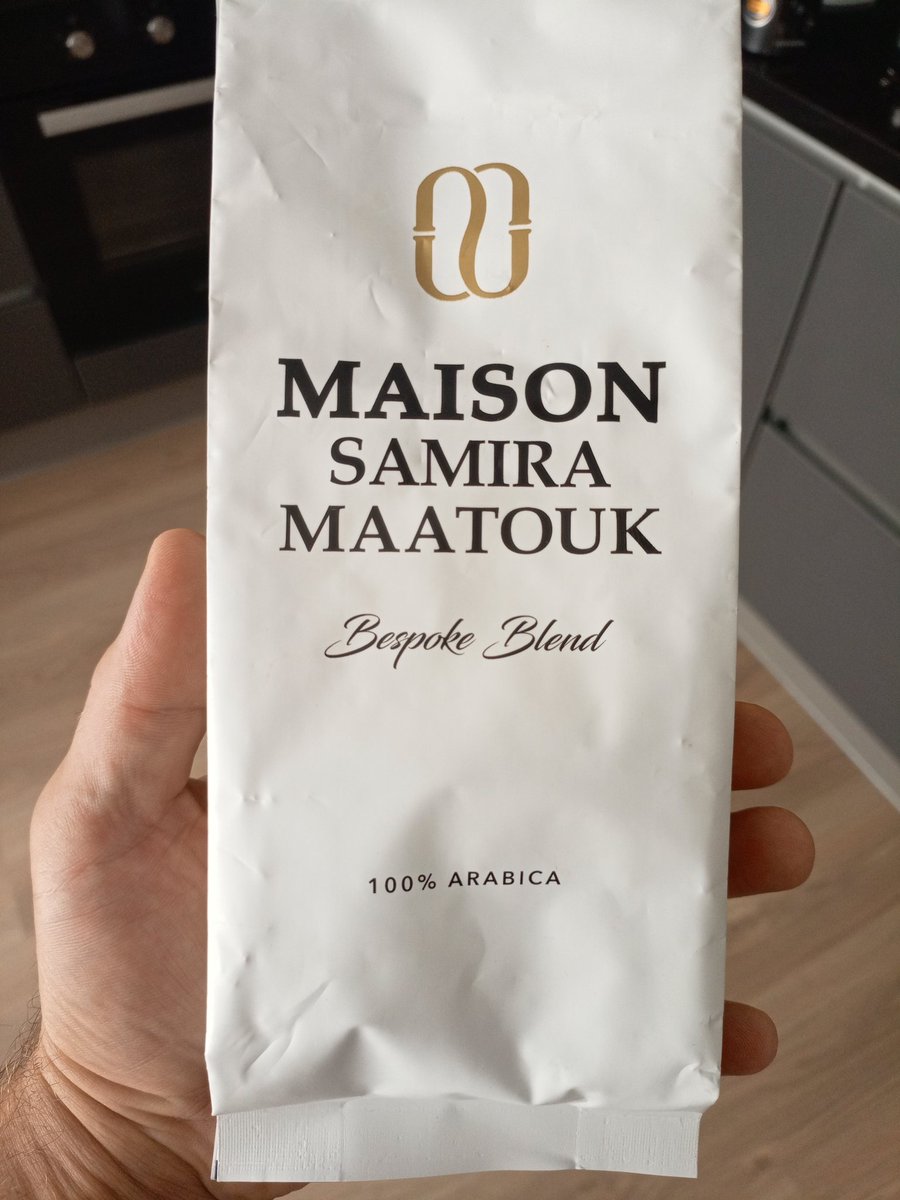 MAISON
SAMIRA
MAATOUK
Bespoke Blend
100% ARABICA